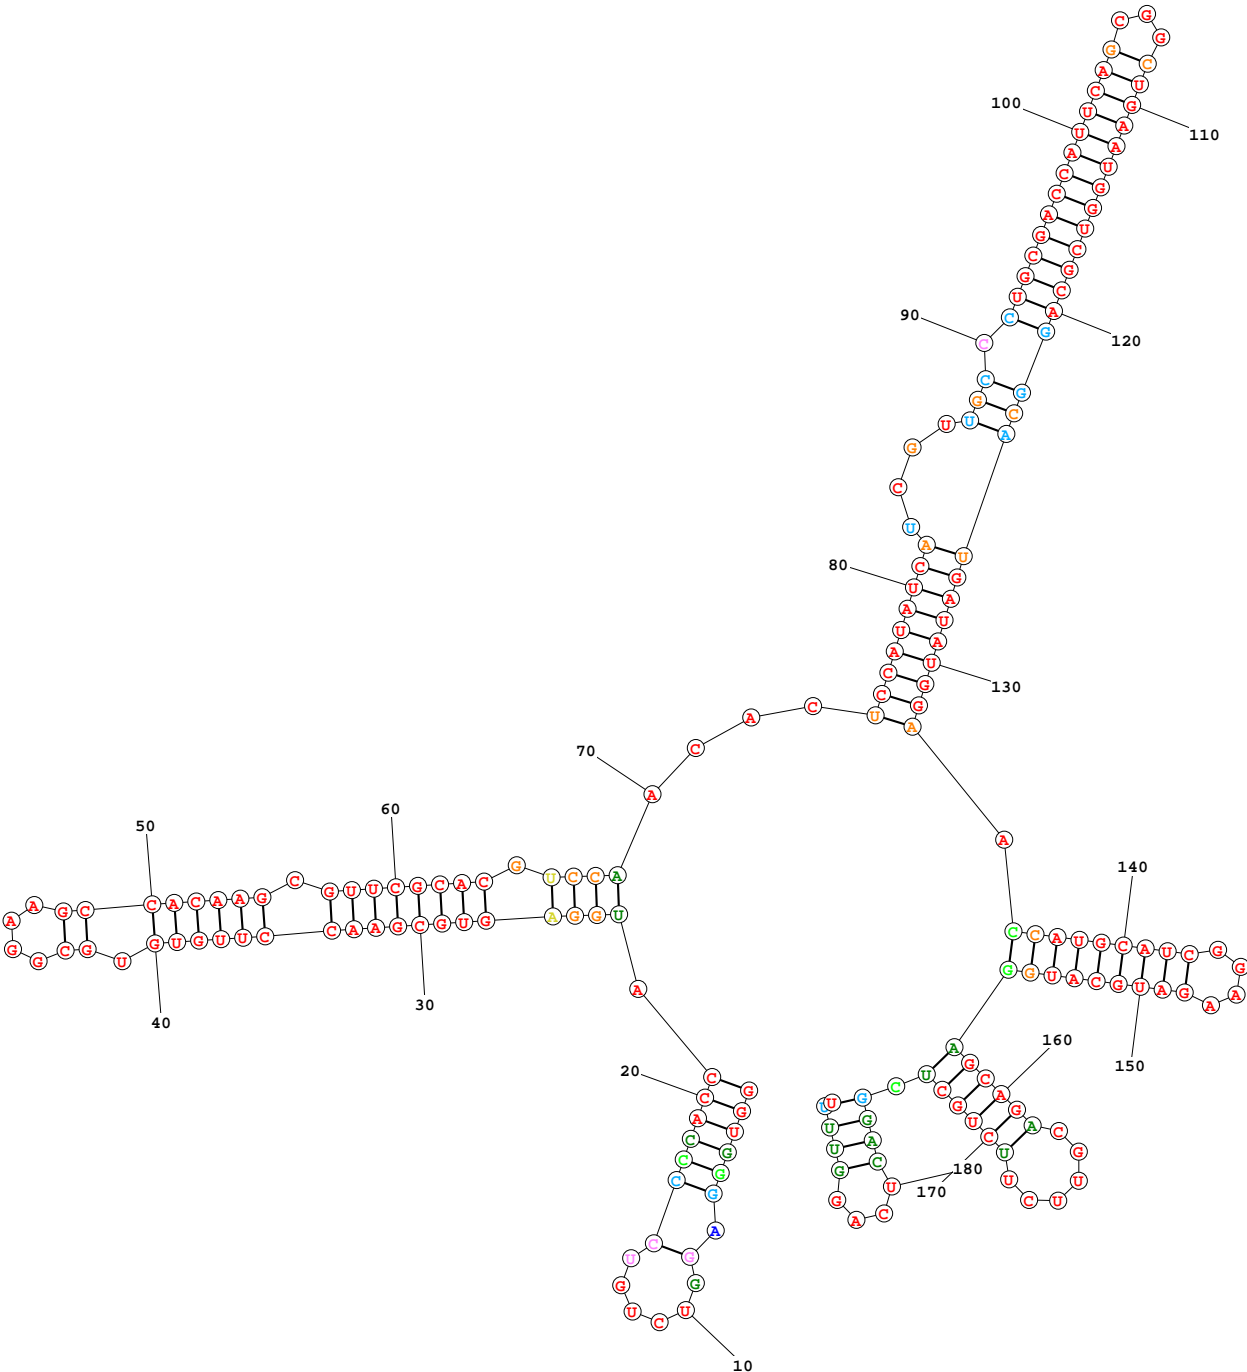 G G U G G G G A G
G U C U G U C C C C A C
C A U G G A G U G C
G A A C C U U G U G
U G C G G A A G C C
A C A A G C G U U C
G C A C G U C C A A
C A C U C C A U A U
C A U C G U U G C C
C U G C G A C C A U
U C A G C G G C U G
A A U G G U C G C A
G G C A U G A U A U
G G A A C C A U G C
A U C G G A A G A U
G C A U G G A G C A
G A C G U U C U U C
U G C U C G G A C U
C A G G U U U U
10
20
30
40
50
60
70
80
90
100
110
120
130
140
150
160
170
180